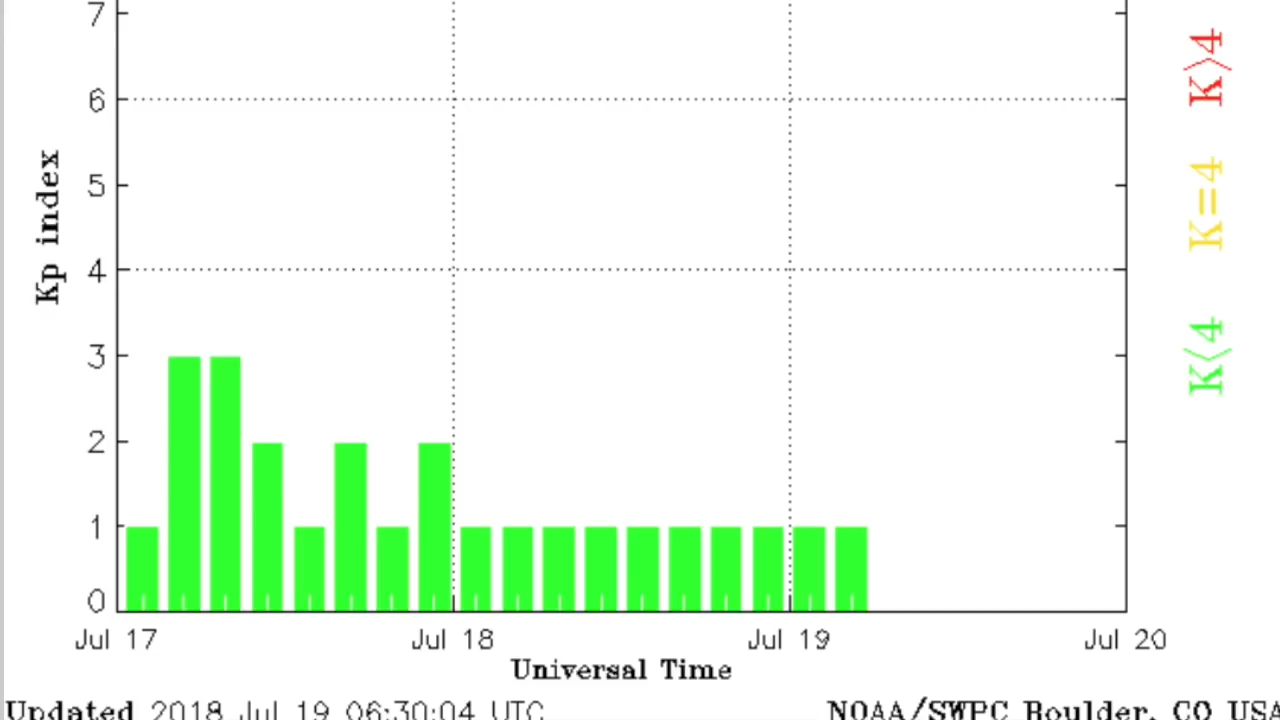 7
6
5
4
3
2
1
0
Kp index
K<4 K=4 K>4
Jul 17 Jul 18 Jul 19 Jul 20
Universal Time
Updated 2018 Jul 19 06:30:04 UTC NOAA/SWPC Boulder, CO USA